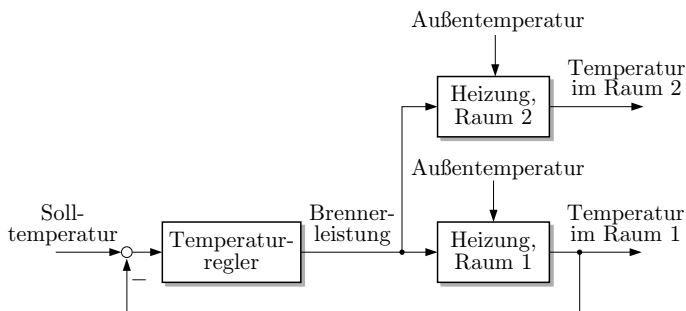 Außentemperatur
Heizung,
Raum 2
Temperatur
im Raum 2
Außentemperatur
Soll-
temperatur
Temperatur-
regler
Brenner-
leistung
Heizung,
Raum 1
Temperatur
im Raum 1
−